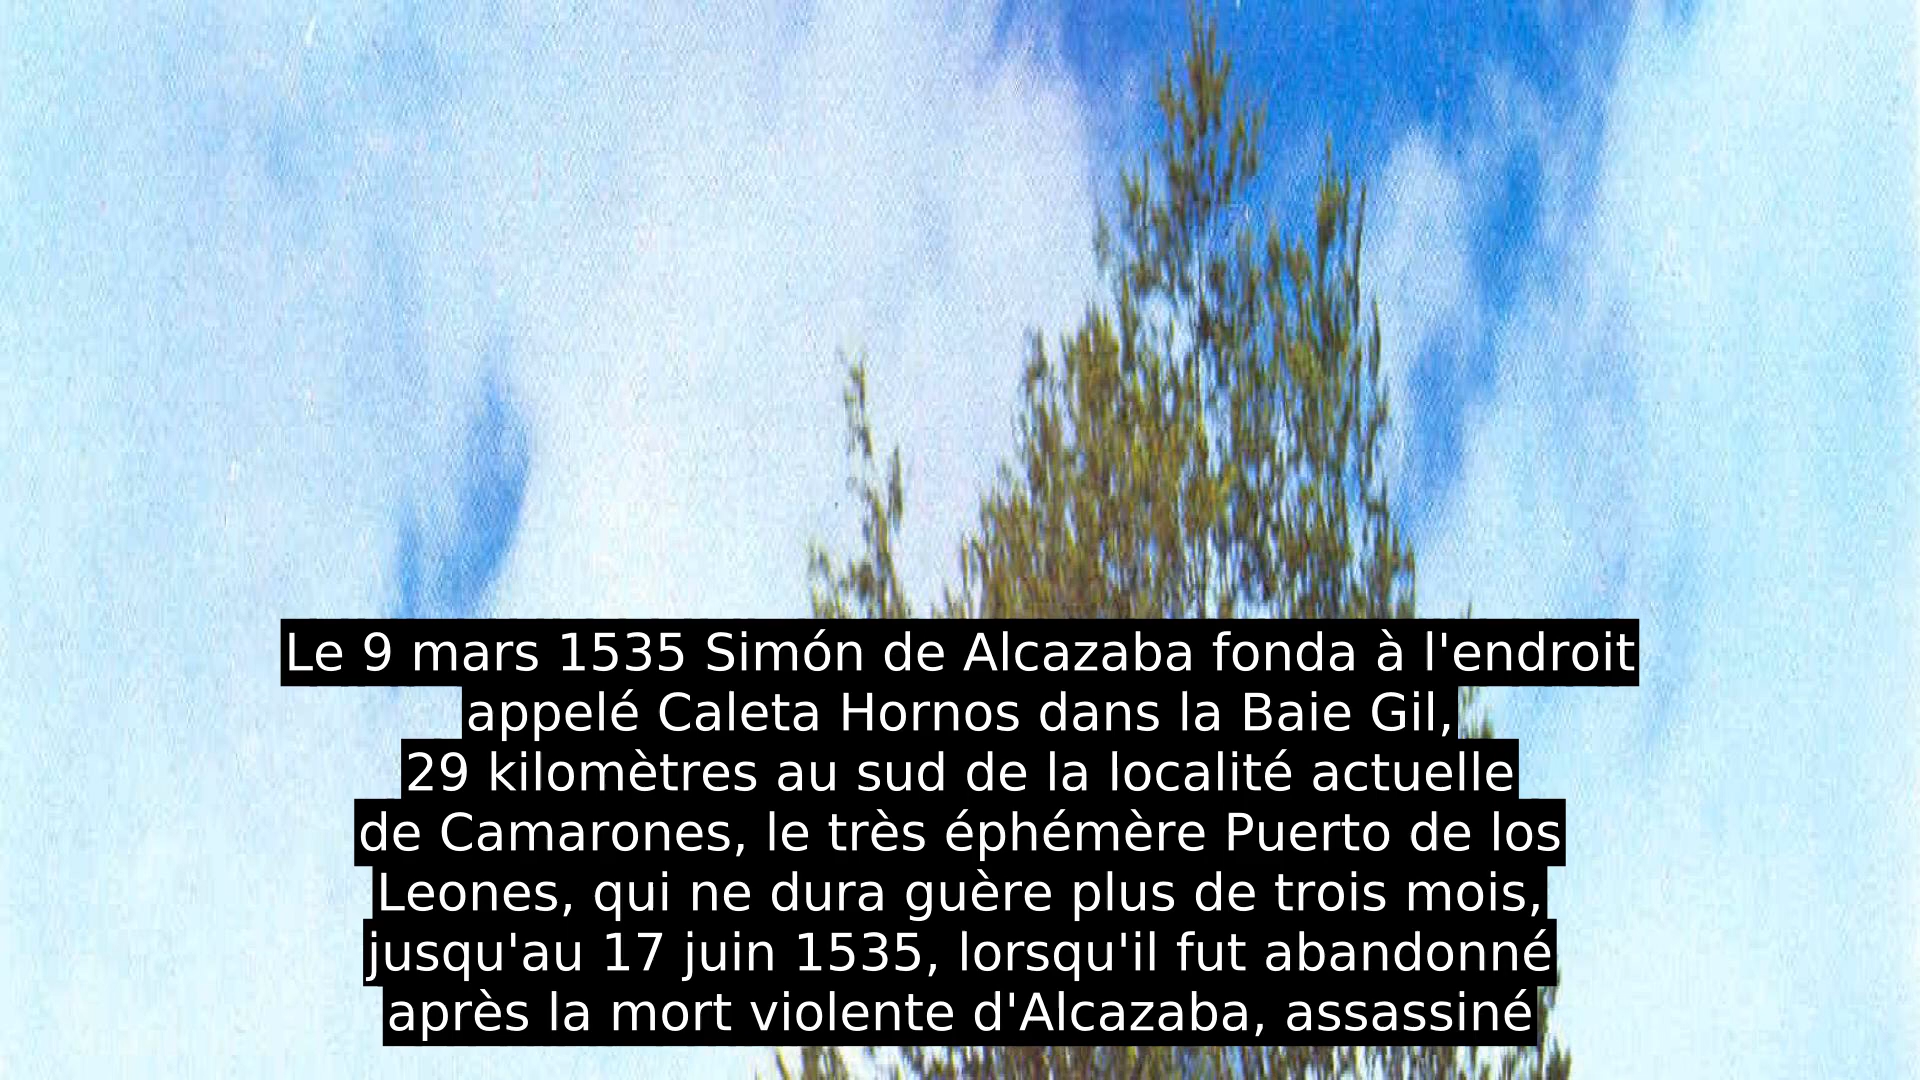 Le 9 mars 1535 Simón de Alcazaba fonda à l'endroit
appelé Caleta Hornos dans la Baie Gil,
29 kilomètres au sud de la localité actuelle
de Camarones, le très éphémère Puerto de los
Leones, qui ne dura guère plus de trois mois,
jusqu'au 17 juin 1535, lorsqu'il fut abandonné
après la mort violente d'Alcazaba, assassiné